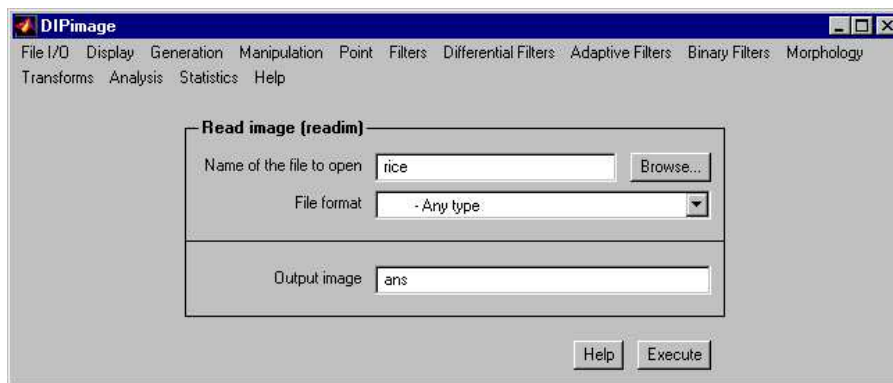 DIPimage
File I/O Display Generation Manipulation Point Filters Differential Filters Adaptive Filters Binary Filters Morphology
Transforms Analysis Statistics Help
Read image (readim)
Name of the file to open rice Browse...
File format - Any type
Output image ans
Help Execute